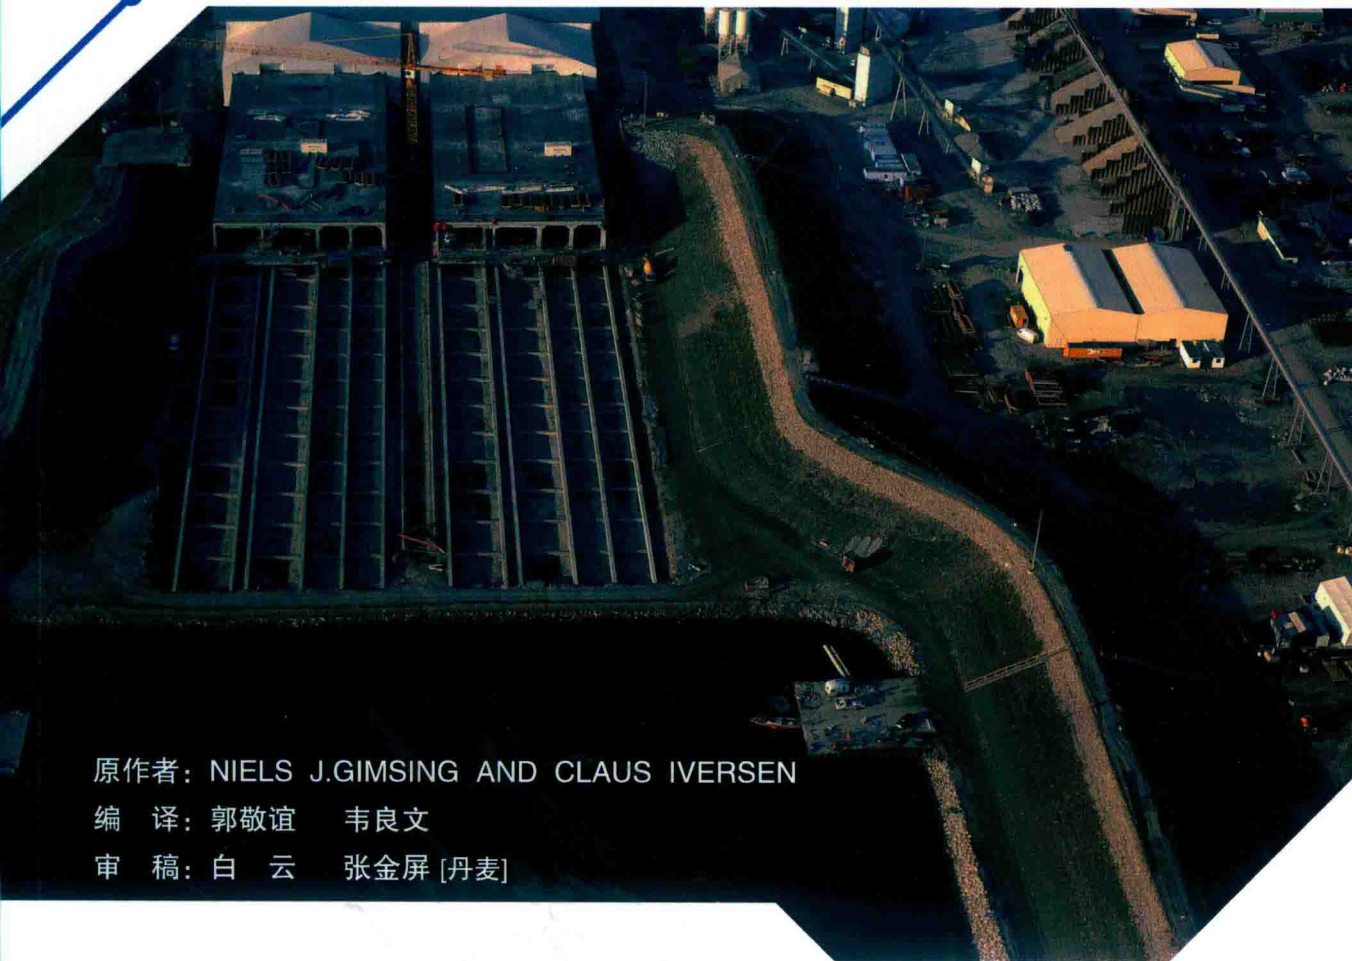 原作者：NIELS J.GIMSING AND CLAUS IVERSEN
编　译：郭敬谊　韦良文
审　稿：白　云　张金屏 [丹麦]